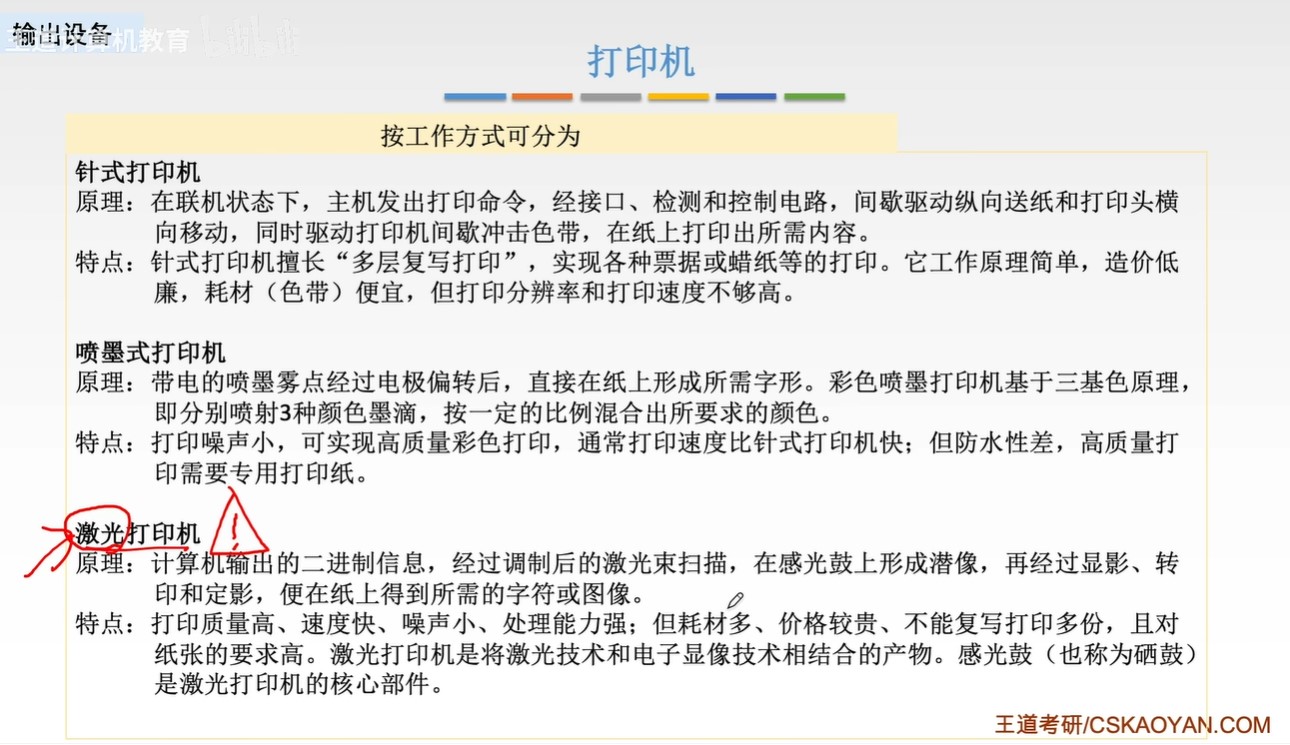 输出设备
王道计算机教育
打印机
按工作方式可分为
针式打印机
原理：在联机状态下，主机发出打印命令，经接口、检测和控制电路，间歇驱动纵向送纸和打印头横
向移动，同时驱动打印机间歇冲击色带，在纸上打印出所需内容。
特点：针式打印机擅长“多层复写打印”，实现各种票据或蜡纸等的打印。它工作原理简单，造价低
廉，耗材（色带）便宜，但打印分辨率和打印速度不够高。
喷墨式打印机
原理：带电的喷墨雾点经过电极偏转后，直接在纸上形成所需字形。彩色喷墨打印机基于三基色原理，
即分别喷射3种颜色墨滴，按一定的比例混合出所要求的颜色。
特点：打印噪声小，可实现高质量彩色打印，通常打印速度比针式打印机快；但防水性差，高质量打
印需要专用打印纸。
激光打印机
原理：计算机输出的二进制信息，经过调制后的激光束扫描，在感光鼓上形成潜像，再经过显影、转
印和定影，便在纸上得到所需的字符或图像。
特点：打印质量高、速度快、噪声小、处理能力强；但耗材多、价格较贵、不能复写打印多份，且对
纸张的要求高。激光打印机是将激光技术和电子显像技术相结合的产物。感光鼓（也称为硒鼓）
是激光打印机的核心部件。
王道考研/CSKAOYAN.COM